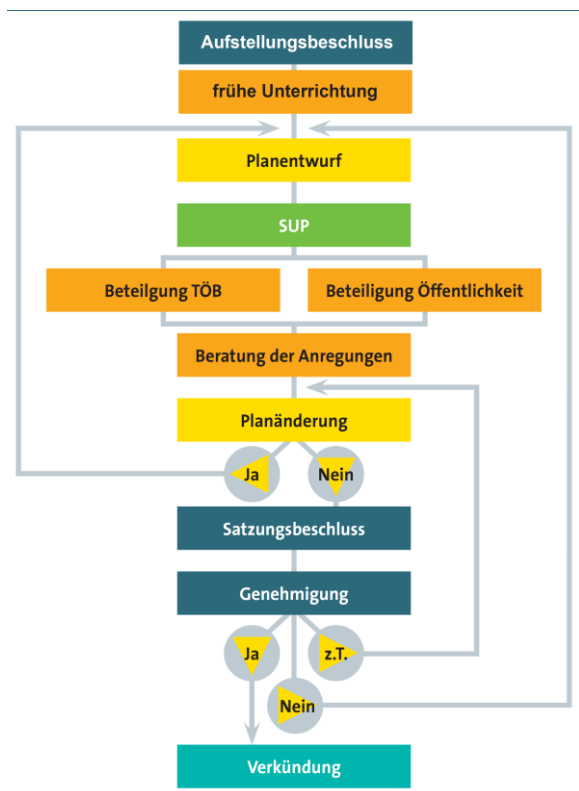 Aufstellungsbeschluss
frühe Unterrichtung
Planentwurf
SUP
Beteilgung TÖB
Beteiligung Öffentlichkeit
Beratung der Anregungen
Planänderung
Ja
Nein
Satzungsbeschluss
Genehmigung
Ja
z.T.
Nein
Verkündung